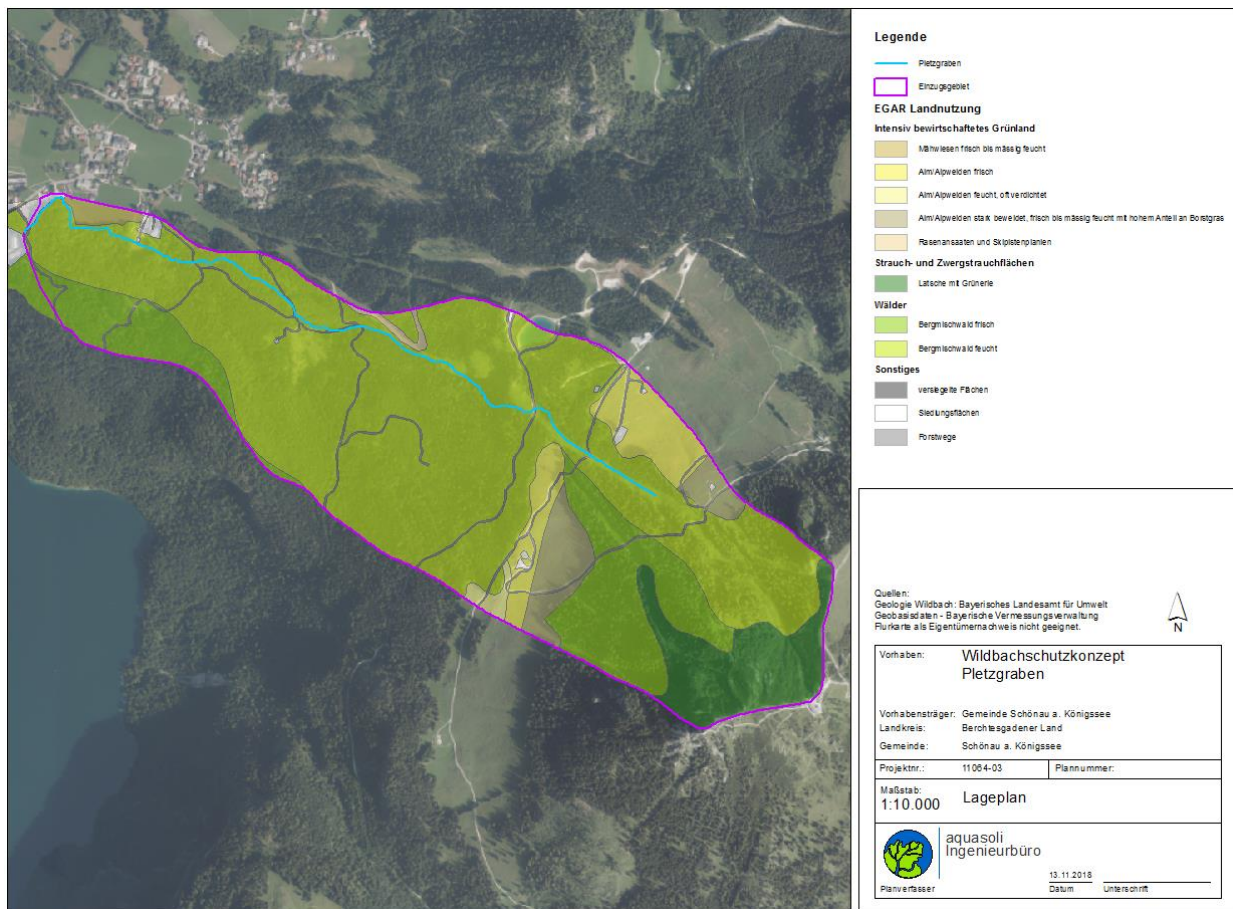 Legende
Pletzgraben
Einzugsgebiet
EGAR Landnutzung
Intensiv bewirtschaftetes Grünland
Mähwiesen frisch bis mässig feucht
Alm/Alpweiden frisch
Alm/Alpweiden feucht, oft verdichtet
Alm/Alpweiden stark beweidet, frisch bis mässig feucht mit hohem Anteil an Borstgras
Rasenansaaten und Skipistenplanien
Strauch- und Zwergstrauchflächen
Latsche mit Grünerle
Wälder
Bergmischwald frisch
Bergmischwald feucht
Sonstiges
versiegelte Flächen
Siedlungsflächen
Forstwege
Quellen:
Geologie Wildbach: Bayerisches Landesamt für Umwelt
Geobasisdaten - Bayerische Vermessungsverwaltung
Flurkarte als Eigentümernachweis nicht geeignet.
N
Vorhaben: Wildbachschutzkonzept
Pletzgraben
Vorhabensträger: Gemeinde Schönau a. Königssee
Landkreis: Berchtesgadener Land
Gemeinde: Schönau a. Königssee
Projektnr.: 11064-03 Plannummer:
Maßstab:
1:10.000 Lageplan
aquasoli
Ingenieurbüro
13.11.2018
Planverfasser Datum Unterschrift